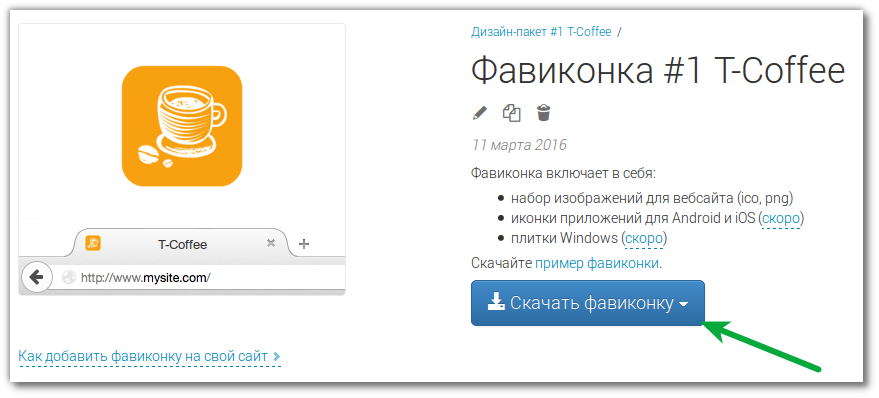 Дизайн-пакет #1 T-Coffee /
Фавиконка #1 T-Coffee
11 марта 2016
Фавиконка включает в себя:
набор изображений для вебсайта (ico, png)
иконки приложений для Android и iOS (скоро)
плитки Windows (скоро)
Скачайте пример фавиконки.
Скачать фавиконку
T-Coffee
http://www.mysite.com/
Как добавить фавиконку на свой сайт